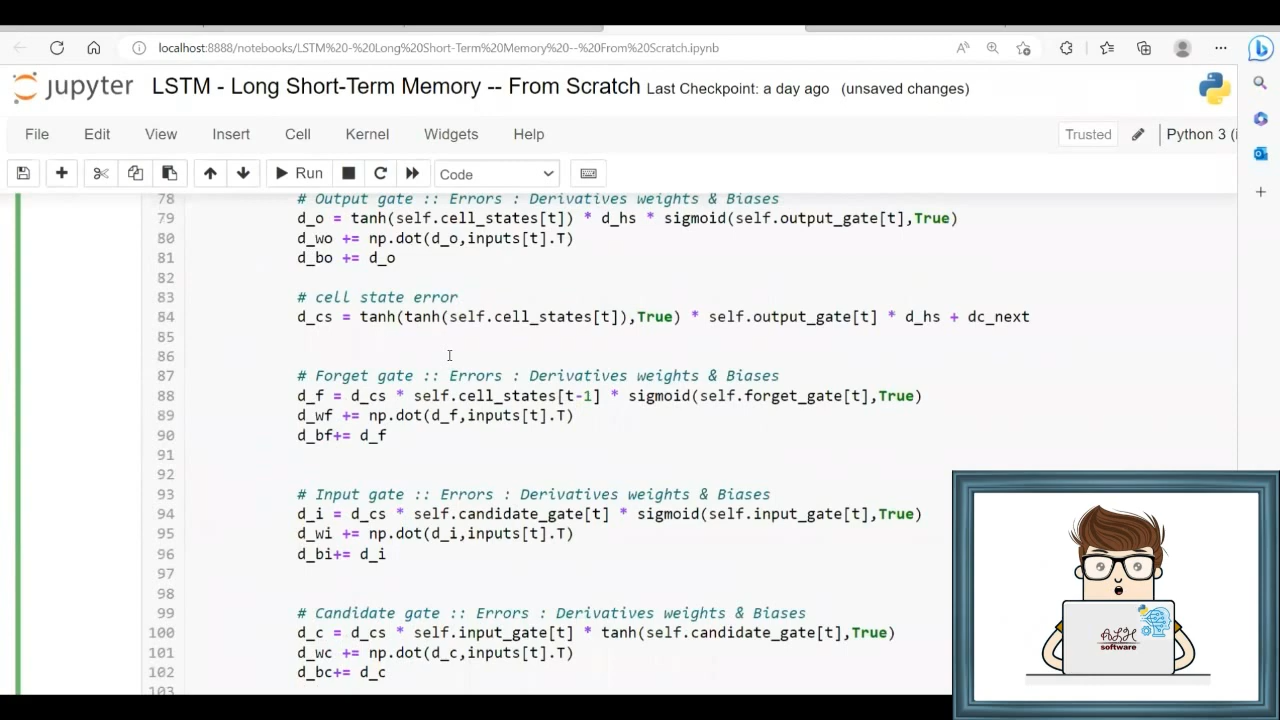 localhost:8888/notebooks/LSTM%20-%20Long%20Short-Term%20Memory%20--%20From%20Scratch.ipynb
jupyter LSTM - Long Short-Term Memory -- From Scratch Last Checkpoint: a day ago (unsaved changes)
File Edit View Insert Cell Kernel Widgets Help Trusted Python 3 (i
Run Code
78 # Output gate :: Errors : Derivatives weights & Biases
79 d_o = tanh(self.cell_states[t]) * d_hs * sigmoid(self.output_gate[t],True)
80 d_wo += np.dot(d_o,inputs[t].T)
81 d_bo += d_o
82
83 # cell state error
84 d_cs = tanh(tanh(self.cell_states[t]),True) * self.output_gate[t] * d_hs + dc_next
85
86
87 # Forget gate :: Errors : Derivatives weights & Biases
88 d_f = d_cs * self.cell_states[t-1] * sigmoid(self.forget_gate[t],True)
89 d_wf += np.dot(d_f,inputs[t].T)
90 d_bf+= d_f
91
92
93 # Input gate :: Errors : Derivatives weights & Biases
94 d_i = d_cs * self.candidate_gate[t] * sigmoid(self.input_gate[t],True)
95 d_wi += np.dot(d_i,inputs[t].T)
96 d_bi+= d_i
97
98
99 # Candidate gate :: Errors : Derivatives weights & Biases
100 d_c = d_cs * self.input_gate[t] * tanh(self.candidate_gate[t],True)
101 d_wc += np.dot(d_c,inputs[t].T)
102 d_bc+= d_c
103
software